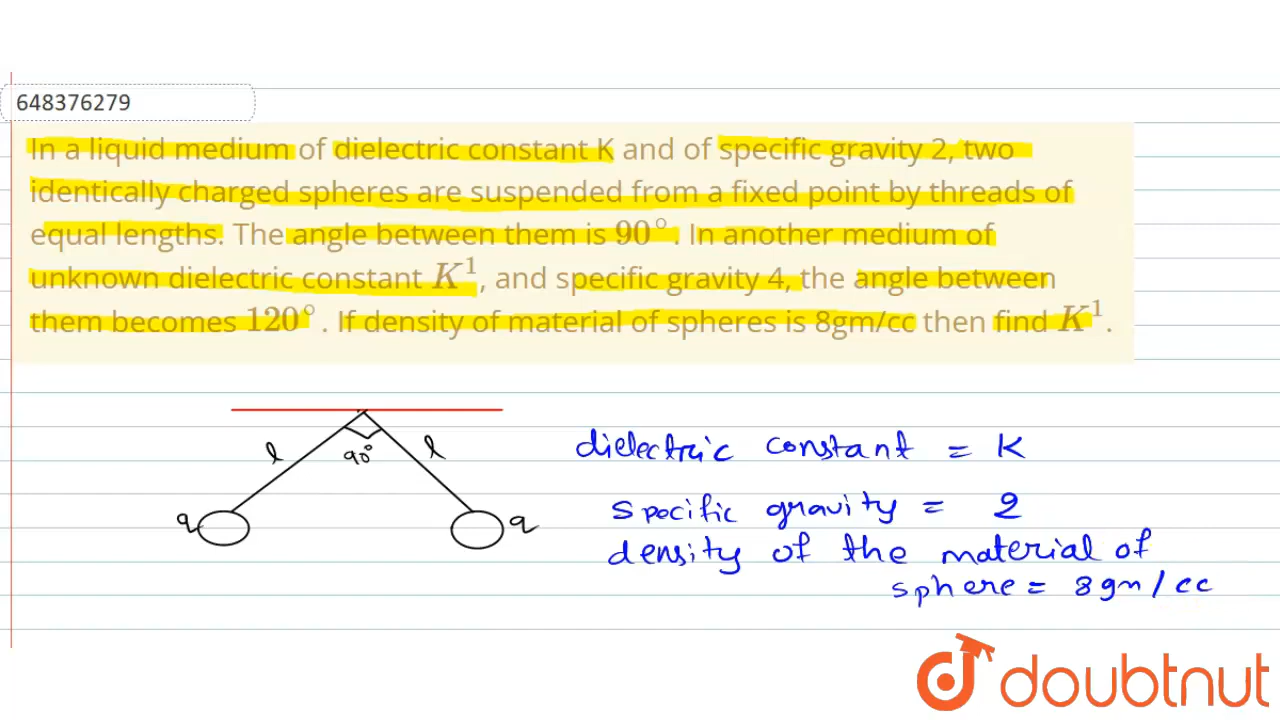 648376279
In a liquid medium of dielectric constant K and of specific gravity 2, two
identically charged spheres are suspended from a fixed point by threads of
equal lengths. The angle between them is 90°. In another medium of
unknown dielectric constant K¹, and specific gravity 4, the angle between
them becomes 120°. If density of material of spheres is 8gm/cc then find K¹.
l 90° l
q q
dielectric constant = K
specific gravity = 2
density of the material of
sphere = 8gm/cc
doubtnut